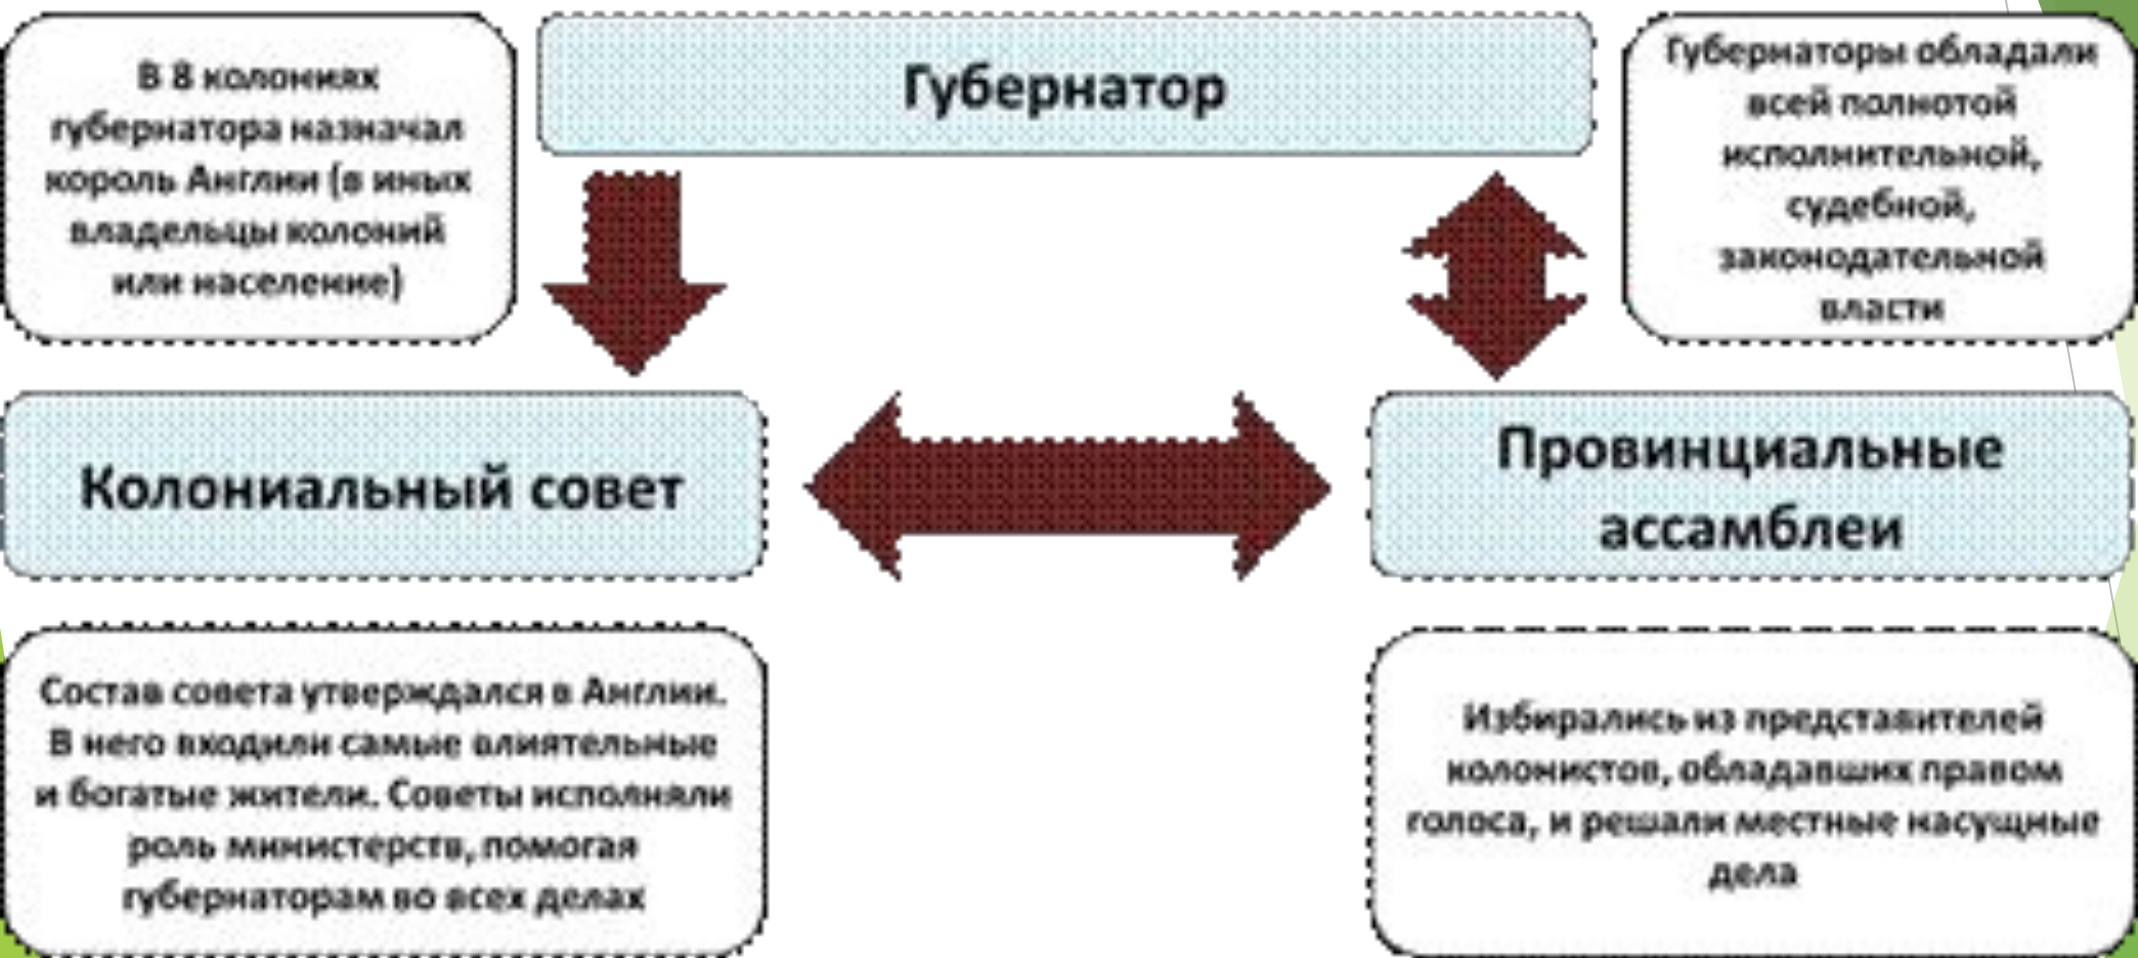 В 8 колониях
губернатора назначал
король Англии (в иных
владельцы колоний
или население)
Губернатор
Губернаторы обладали
всей полнотой
исполнительной,
судебной,
законодательной
власти
Колониальный совет
Провинциальные
ассамблеи
Состав совета утверждался в Англии.
В него входили самые влиятельные
и богатые жители. Советы исполняли
роль министерств, помогая
губернаторам во всех делах
Избирались из представителей
колонистов, обладавших правом
голоса, и решали местные насущные
дела